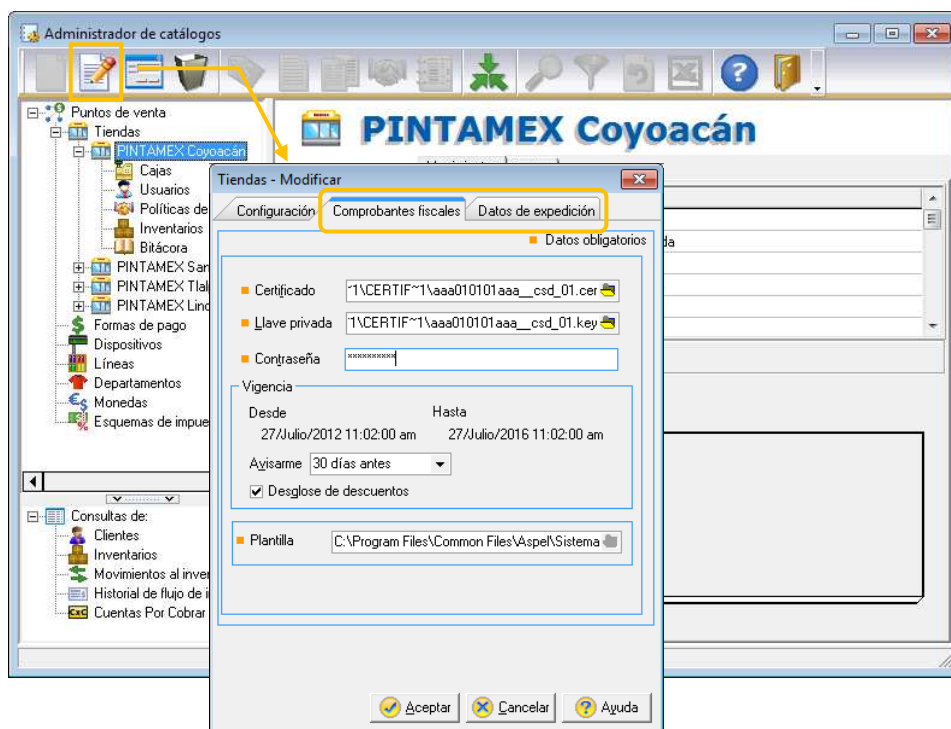 Administrador de catálogos
Puntos de venta
Tiendas
PINTAMEX Coyoacán
Cajas
Usuarios
Políticas de
Inventarios
Bitácora
PINTAMEX San
PINTAMEX Tlal
PINTAMEX Lind
Formas de pago
Dispositivos
Líneas
Departamentos
Monedas
Esquemas de impue
Consultas de:
Clientes
Inventarios
Movimientos al inver
Historial de flujo de i
CxC Cuentas Por Cobrar
PINTAMEX Coyoacán
da
Tiendas - Modificar
Configuración Comprobantes fiscales Datos de expedición
Datos obligatorios
Certificado ~1\CERTIF~1\aaa010101aaa__csd_01.cer
Llave privada ~1\CERTIF~1\aaa010101aaa__csd_01.key
Contraseña xxxxxxxxxx
Vigencia
Desde Hasta
27/Julio/2012 11:02:00 am 27/Julio/2016 11:02:00 am
Avisarme 30 días antes
Desglose de descuentos
Plantilla C:\Program Files\Common Files\Aspel\Sistema
Aceptar Cancelar Ayuda